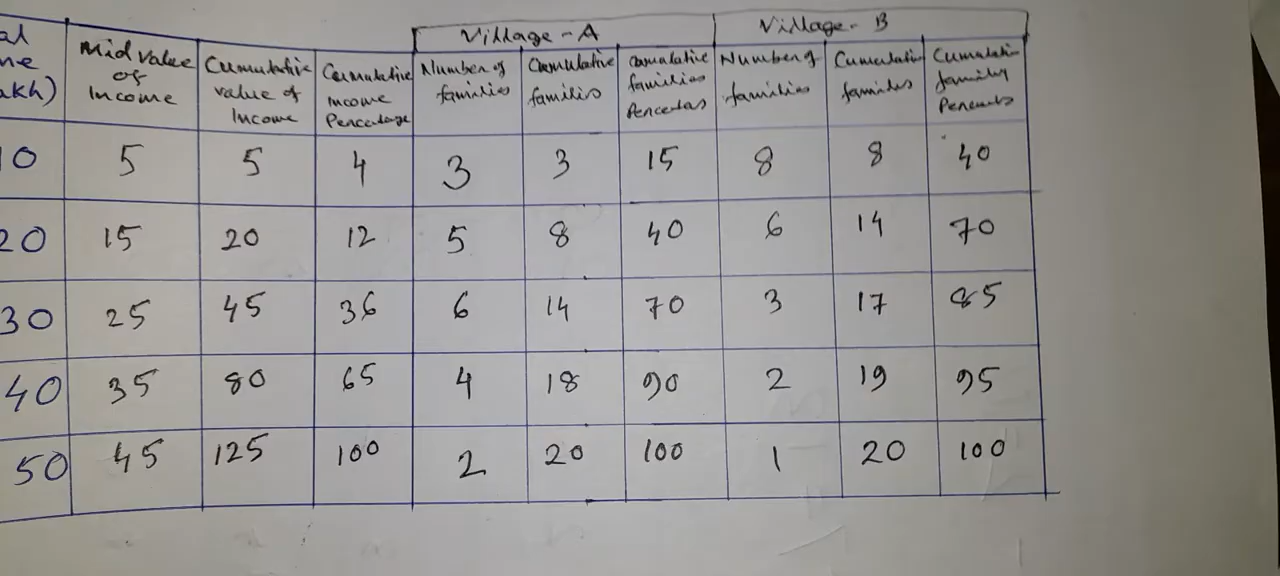 Village-A Village-B
al Mid Value Cumulative Cumulative Number of Cumulative Cumulative Number of Cumulative Cumulative
me of value of Income families families families families families family
akh) Income Income Percentage
10 5 5 4 3 3 15 8 8 40
20 15 20 12 5 8 40 6 14 70
30 25 45 36 6 14 70 3 17 85
40 35 80 65 4 18 90 2 19 95
50 45 125 100 2 20 100 1 20 100